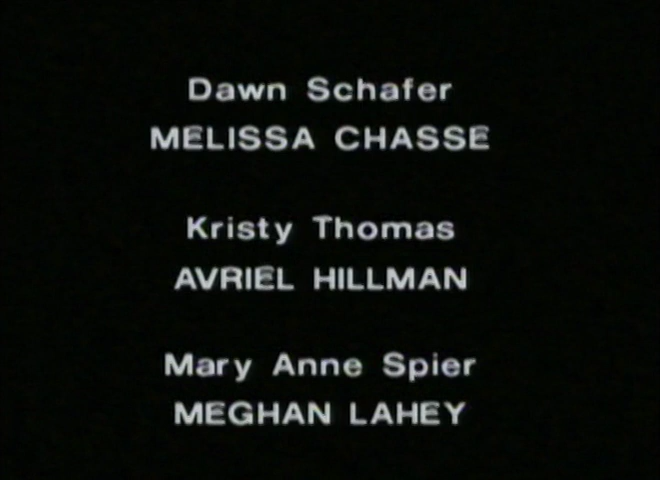 Dawn Schafer
MELISSA CHASSE
Kristy Thomas
AVRIEL HILLMAN
Mary Anne Spier
MEGHAN LAHEY